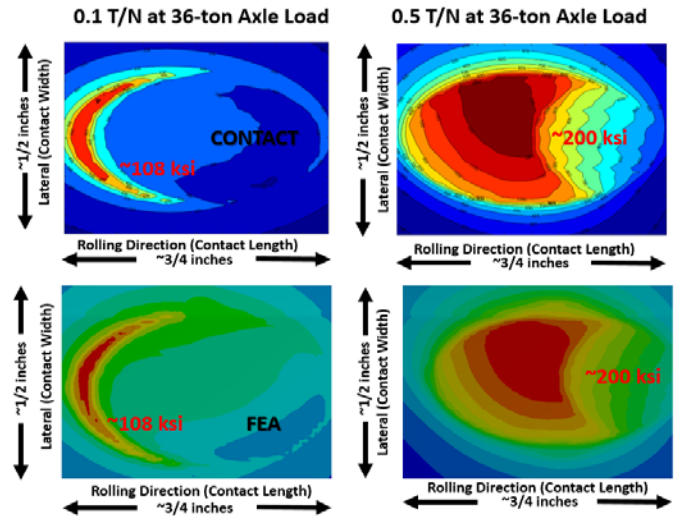 0.1 T/N at 36-ton Axle Load
0.5 T/N at 36-ton Axle Load
~1/2 inches
Lateral (Contact Width)
CONTACT
~108 ksi
Rolling Direction (Contact Length)
~3/4 inches
~1/2 inches
Lateral (Contact Width)
~200 ksi
Rolling Direction (Contact Length)
~3/4 inches
~1/2 inches
Lateral (Contact Width)
~108 ksi
FEA
Rolling Direction (Contact Length)
~3/4 inches
~1/2 inches
Lateral (Contact Width)
~200 ksi
Rolling Direction (Contact Length)
~3/4 inches